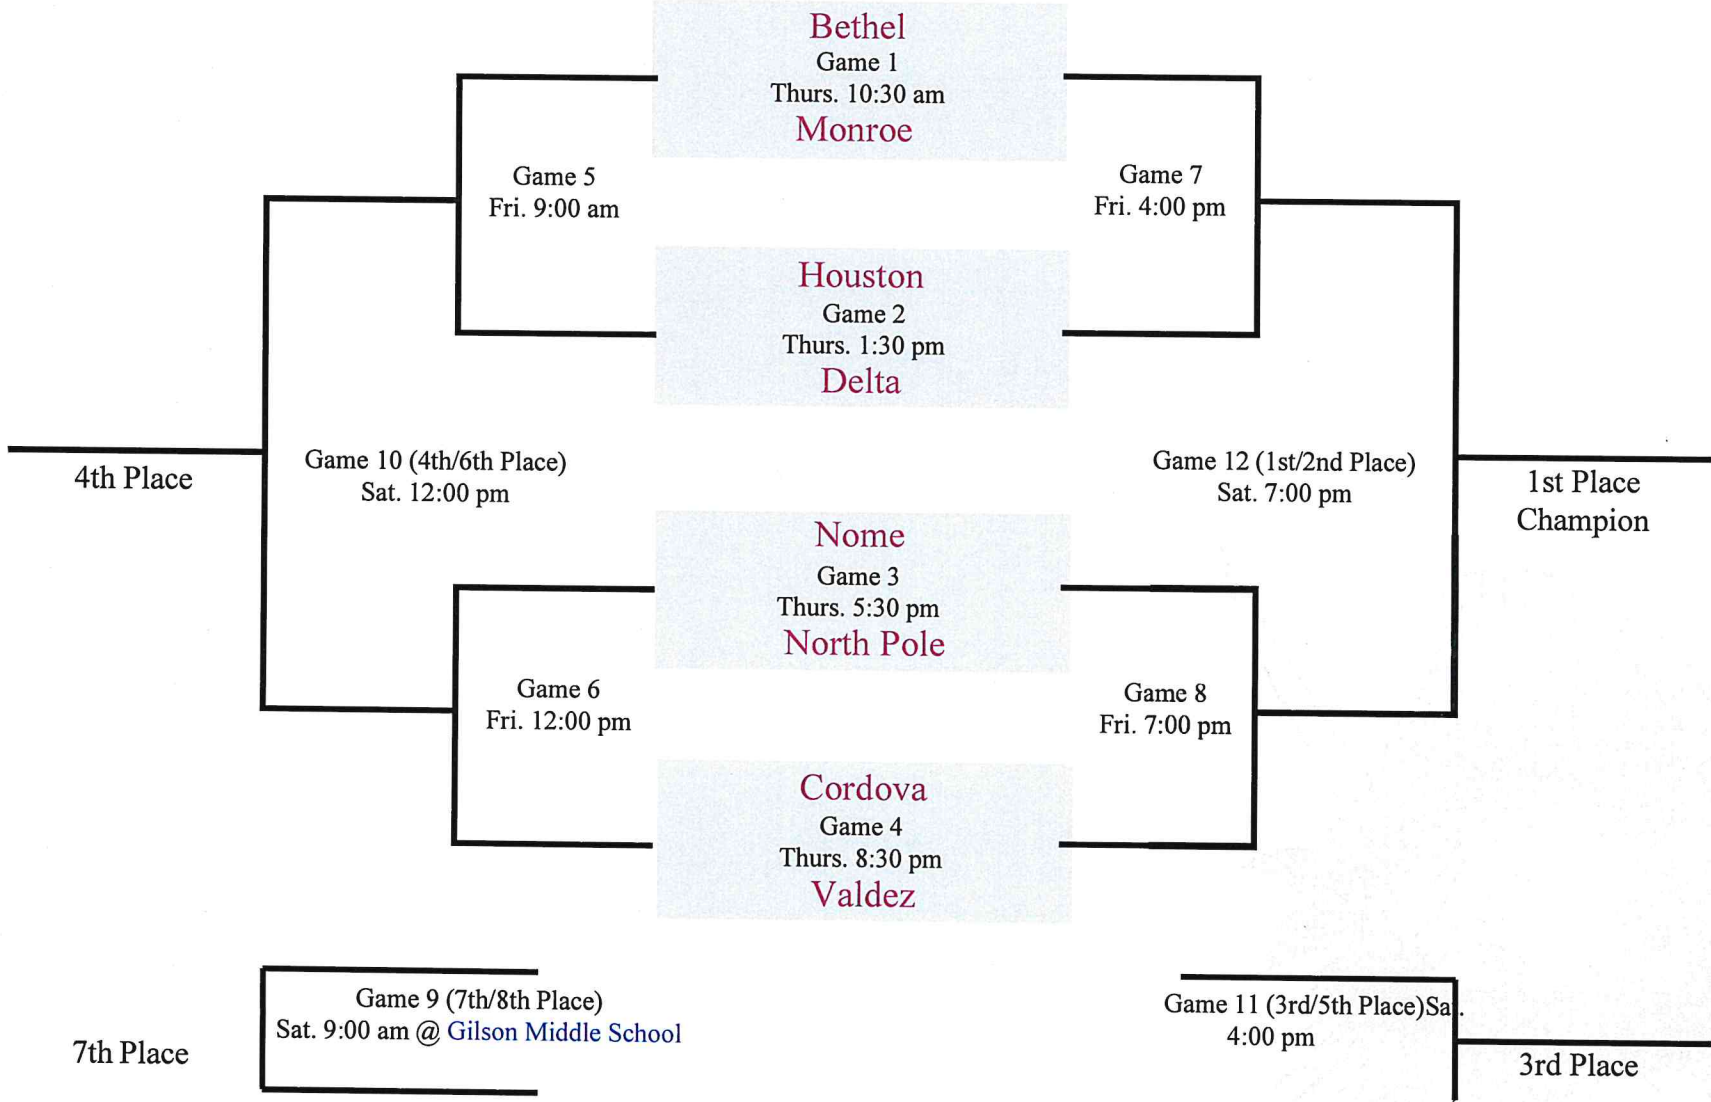 Bethel
Game 1
Thurs. 10:30 am
Monroe
Game 5
Fri. 9:00 am
Game 7
Fri. 4:00 pm
Houston
Game 2
Thurs. 1:30 pm
Delta
4th Place
Game 10 (4th/6th Place)
Sat. 12:00 pm
Game 12 (1st/2nd Place)
Sat. 7:00 pm
1st Place
Champion
Nome
Game 3
Thurs. 5:30 pm
North Pole
Game 6
Fri. 12:00 pm
Game 8
Fri. 7:00 pm
Cordova
Game 4
Thurs. 8:30 pm
Valdez
Game 9 (7th/8th Place)
Sat. 9:00 am @ Gilson Middle School
7th Place
Game 11 (3rd/5th Place)Sat.
4:00 pm
3rd Place